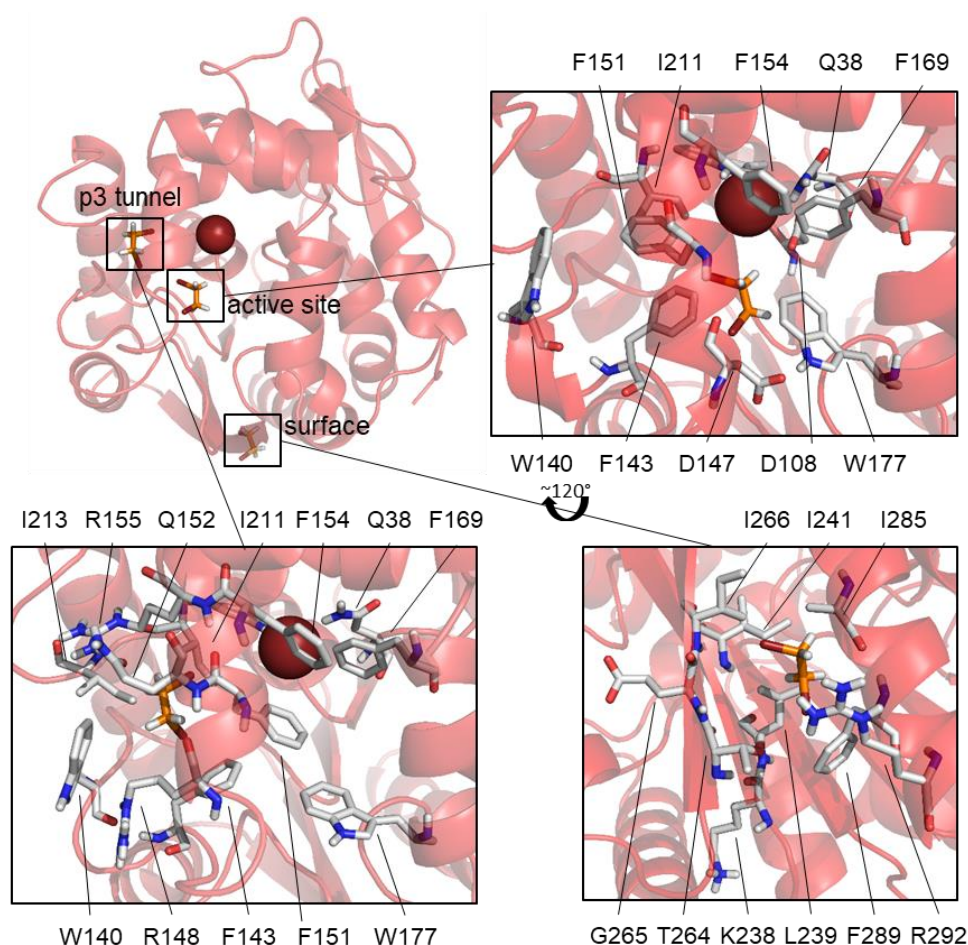 F151 I211 F154 Q38 F169
p3 tunnel
active site
surface
W140 F143 D147 D108 W177
~120°
I213 R155 Q152 I211 F154 Q38 F169
I266 I241 I285
W140 R148 F143 F151 W177
G265 T264 K238 L239 F289 R292